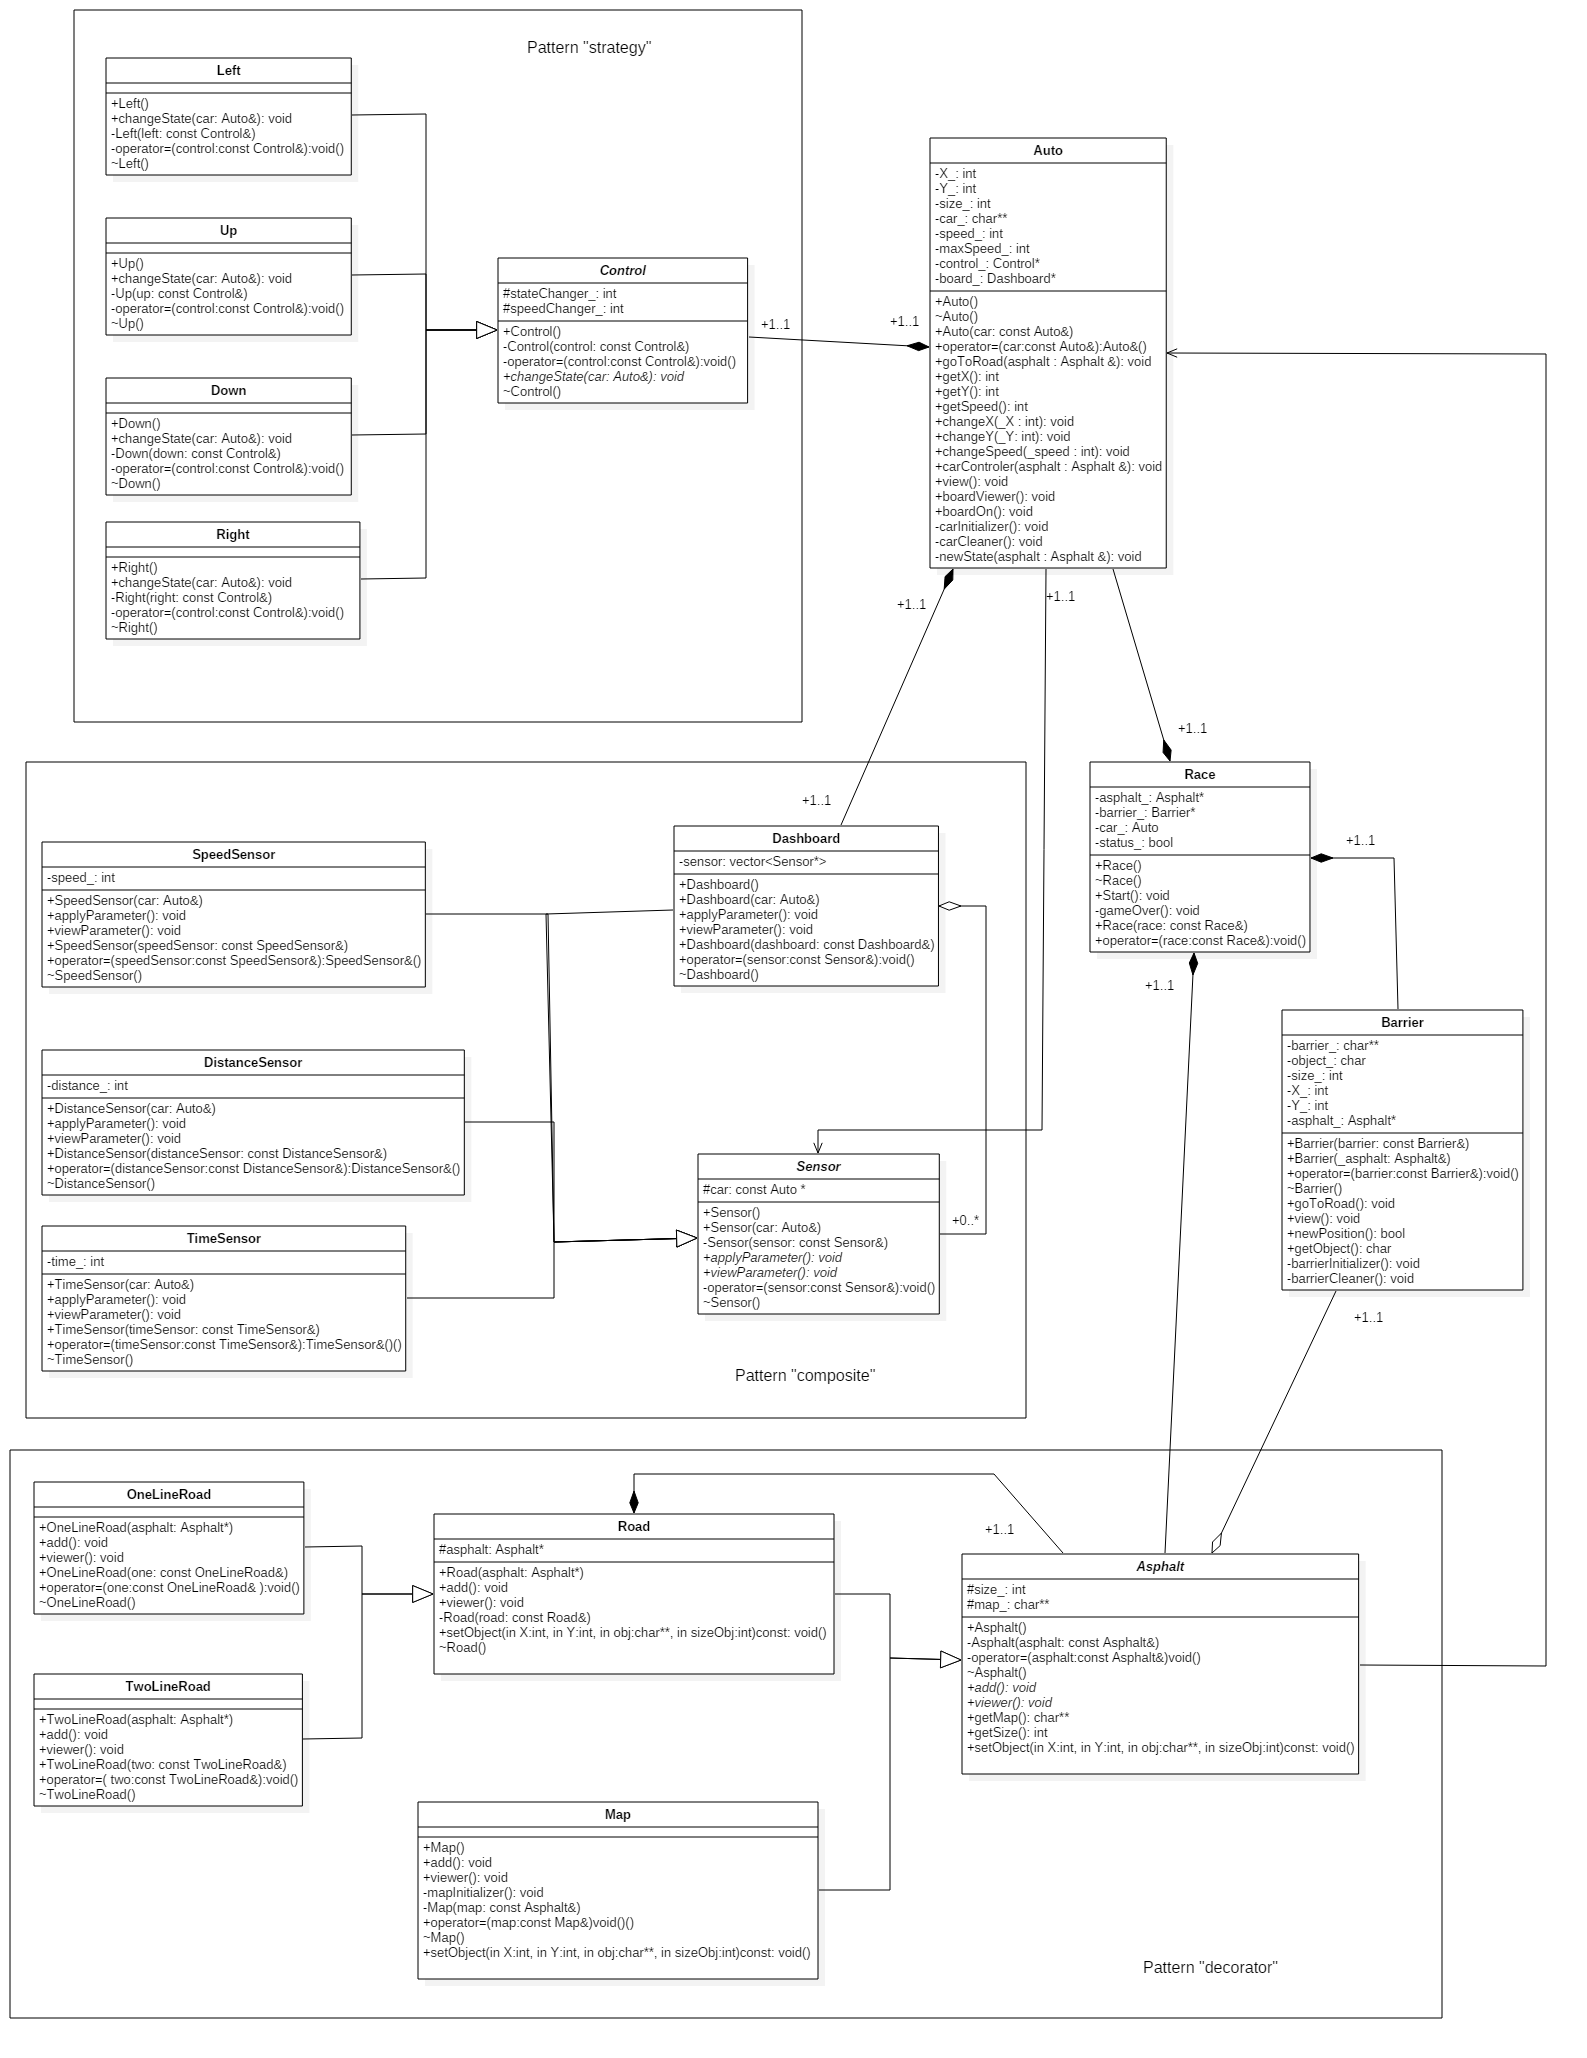 Pattern "strategy"
Left
+Left()
+changeState(car: Auto&): void
-Left(left: const Control&)
-operator=(control:const Control&):void()
~Left()
Up
+Up()
+changeState(car: Auto&): void
-Up(up: const Control&)
-operator=(control:const Control&):void()
~Up()
Down
+Down()
+changeState(car: Auto&): void
-Down(down: const Control&)
-operator=(control:const Control&):void()
~Down()
Right
+Right()
+changeState(car: Auto&): void
-Right(right: const Control&)
-operator=(control:const Control&):void()
~Right()
Control
#stateChanger_: int
#speedChanger_: int
+Control()
-Control(control: const Control&)
-operator=(control:const Control&):void()
+changeState(car: Auto&): void
~Control()
+1..1
+1..1
Auto
-X_: int
-Y_: int
-size_: int
-car_: char**
-speed_: int
-maxSpeed_: int
-control_: Control*
-board_: Dashboard*
+Auto()
~Auto()
+Auto(car: const Auto&)
+operator=(car:const Auto&):Auto&()
+goToRoad(asphalt : Asphalt &): void
+getX(): int
+getY(): int
+getSpeed(): int
+changeX(_X : int): void
+changeY(_Y: int): void
+changeSpeed(_speed : int): void
+carControler(asphalt : Asphalt &): void
+view(): void
+boardViewer(): void
+boardOn(): void
-carInitializer(): void
-carCleaner(): void
-newState(asphalt : Asphalt &): void
+1..1
+1..1
+1..1
+1..1
Race
-asphalt_: Asphalt*
-barrier_: Barrier*
-car_: Auto
-status_: bool
+Race()
~Race()
+Start(): void
-gameOver(): void
+Race(race: const Race&)
+operator=(race:const Race&):void()
+1..1
+1..1
Dashboard
-sensor: vector<Sensor*>
+Dashboard()
+Dashboard(car: Auto&)
+applyParameter(): void
+viewParameter(): void
+Dashboard(dashboard: const Dashboard&)
+operator=(sensor:const Sensor&):void()
~Dashboard()
SpeedSensor
-speed_: int
+SpeedSensor(car: Auto&)
+applyParameter(): void
+viewParameter(): void
+SpeedSensor(speedSensor: const SpeedSensor&)
+operator=(speedSensor:const SpeedSensor&):SpeedSensor&()
~SpeedSensor()
DistanceSensor
-distance_: int
+DistanceSensor(car: Auto&)
+applyParameter(): void
+viewParameter(): void
+DistanceSensor(distanceSensor: const DistanceSensor&)
+operator=(distanceSensor:const DistanceSensor&):DistanceSensor&()
~DistanceSensor()
TimeSensor
-time_: int
+TimeSensor(car: Auto&)
+applyParameter(): void
+viewParameter(): void
+TimeSensor(timeSensor: const TimeSensor&)
+operator=(timeSensor:const TimeSensor&):TimeSensor&()()
~TimeSensor()
Sensor
#car: const Auto *
+Sensor()
+Sensor(car: Auto&)
-Sensor(sensor: const Sensor&)
+applyParameter(): void
+viewParameter(): void
-operator=(sensor:const Sensor&):void()
~Sensor()
+0..*
Pattern "composite"
Barrier
-barrier_: char**
-object_: char
-size_: int
-X_: int
-Y_: int
-asphalt_: Asphalt*
+Barrier(barrier: const Barrier&)
+Barrier(_asphalt: Asphalt&)
+operator=(barrier:const Barrier&):void()
~Barrier()
+goToRoad(): void
+view(): void
+newPosition(): bool
+getObject(): char
-barrierInitializer(): void
-barrierCleaner(): void
+1..1
OneLineRoad
+OneLineRoad(asphalt: Asphalt*)
+add(): void
+viewer(): void
+OneLineRoad(one: const OneLineRoad&)
+operator=(one:const OneLineRoad& ):void()
~OneLineRoad()
TwoLineRoad
+TwoLineRoad(asphalt: Asphalt*)
+add(): void
+viewer(): void
+TwoLineRoad(two: const TwoLineRoad&)
+operator=( two:const TwoLineRoad&):void()
~TwoLineRoad()
Road
#asphalt: Asphalt*
+Road(asphalt: Asphalt*)
+add(): void
+viewer(): void
-Road(road: const Road&)
+setObject(in X:int, in Y:int, in obj:char**, in sizeObj:int)const: void()
~Road()
+1..1
Asphalt
#size_: int
#map_: char**
+Asphalt()
-Asphalt(asphalt: const Asphalt&)
-operator=(asphalt:const Asphalt&)void()
~Asphalt()
+add(): void
+viewer(): void
+getMap(): char**
+getSize(): int
+setObject(in X:int, in Y:int, in obj:char**, in sizeObj:int)const: void()
Map
+Map()
+add(): void
+viewer(): void
-mapInitializer(): void
-Map(map: const Asphalt&)
+operator=(map:const Map&)void()()
~Map()
+setObject(in X:int, in Y:int, in obj:char**, in sizeObj:int)const: void()
Pattern "decorator"